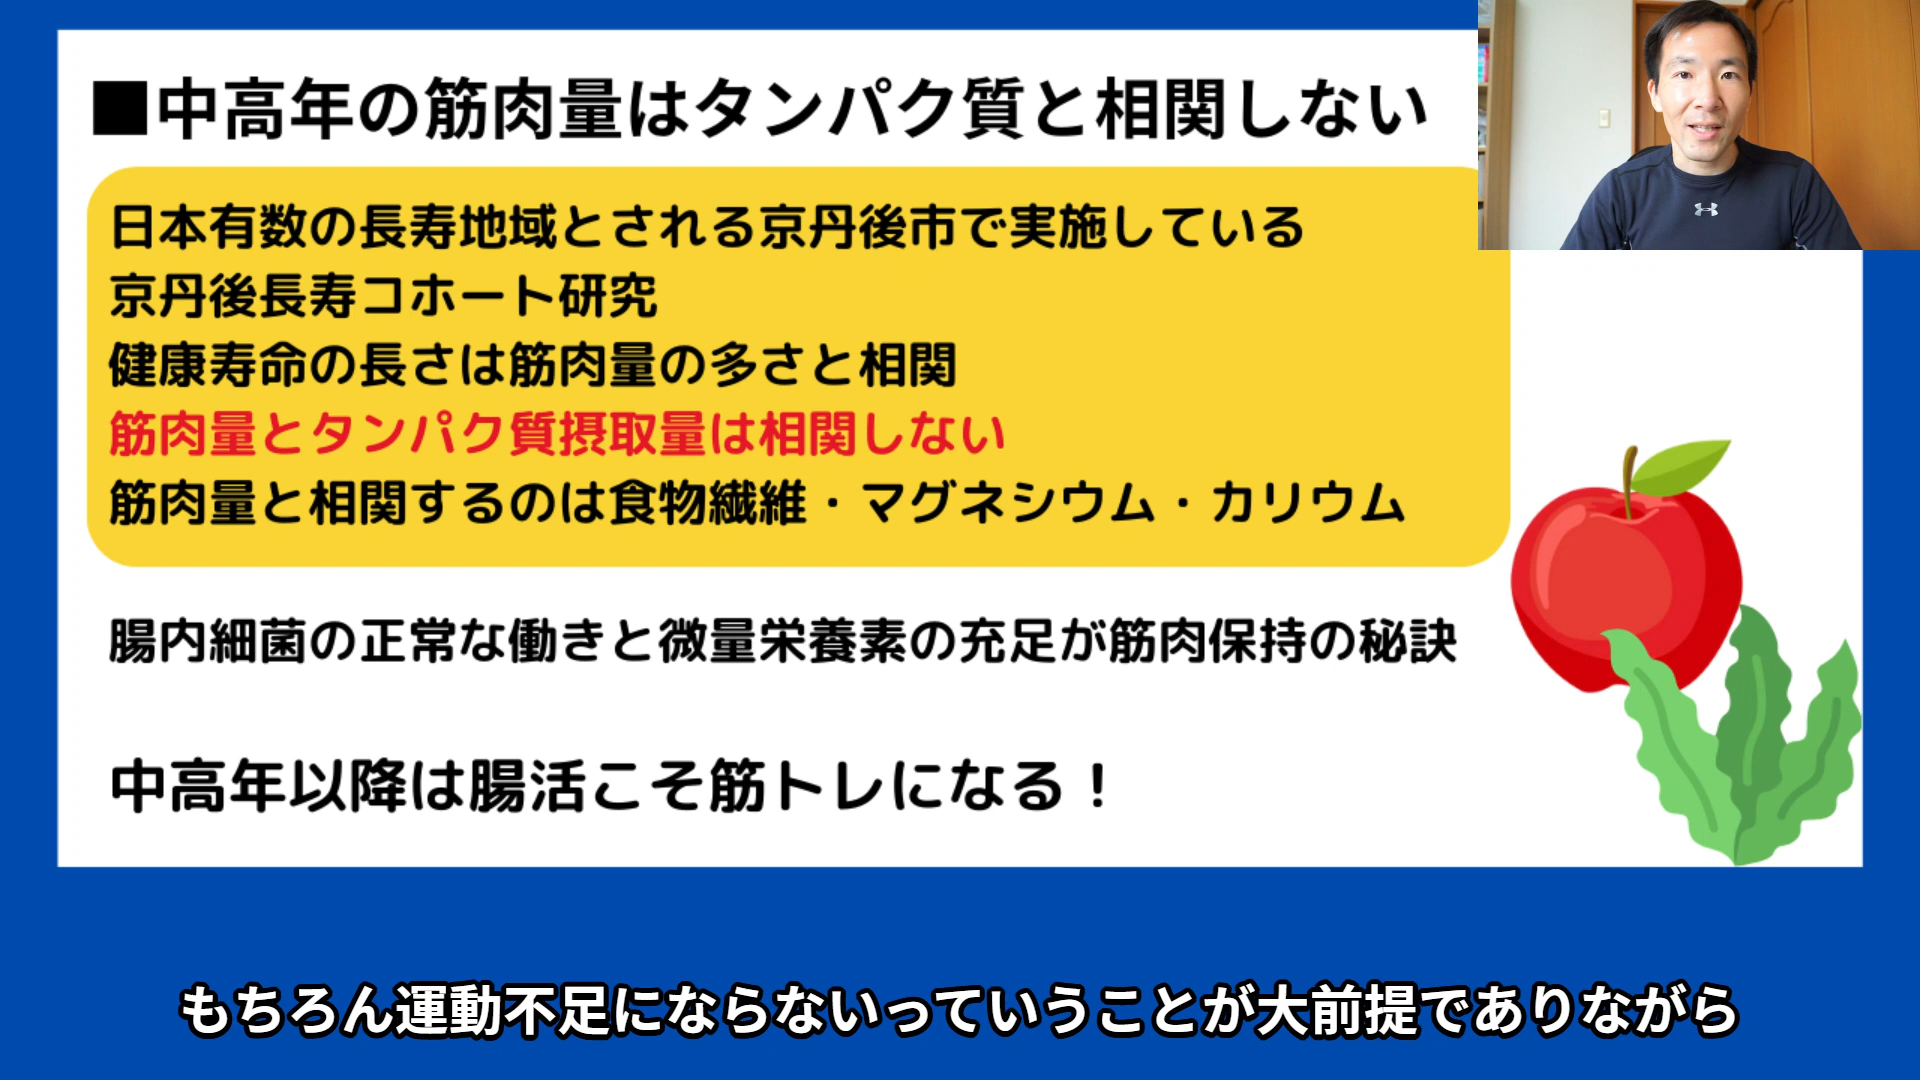 ■中高年の筋肉量はタンパク質と相関しない
日本有数の長寿地域とされる京丹後市で実施している
京丹後長寿コホート研究
健康寿命の長さは筋肉量の多さと相関
筋肉量とタンパク質摂取量は相関しない
筋肉量と相関するのは食物繊維・マグネシウム・カリウム
腸内細菌の正常な働きと微量栄養素の充足が筋肉保持の秘訣
中高年以降は腸活こそ筋トレになる！
もちろん運動不足にならないっていうことが大前提でありながら